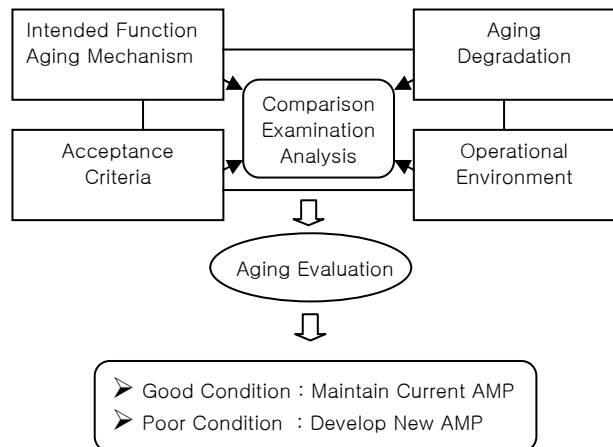 Intended Function
Aging Mechanism
Aging
Degradation
Comparison
Examination
Analysis
Acceptance
Criteria
Operational
Environment
Aging Evaluation
➢ Good Condition : Maintain Current AMP
➢ Poor Condition : Develop New AMP